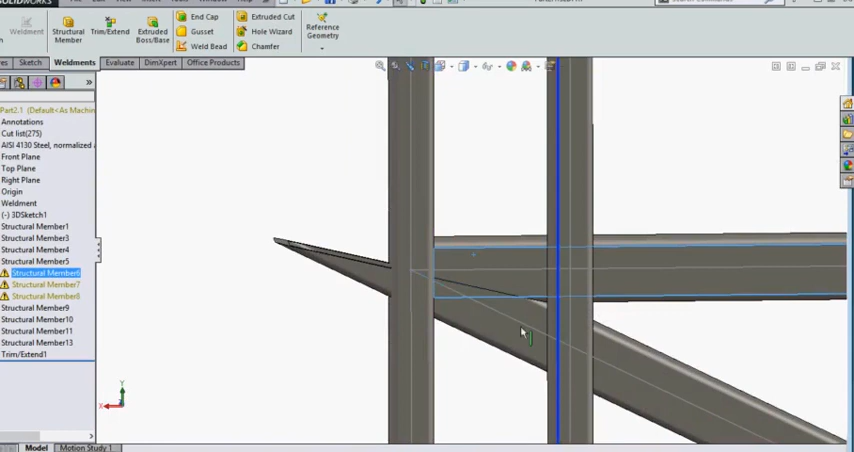 SOLIDWORKS
Weldment
Structural Member
Trim/Extend
Extruded Boss/Base
End Cap
Gusset
Weld Bead
Extruded Cut
Hole Wizard
Chamfer
Reference Geometry
Sketch
Weldments
Evaluate
DimXpert
Office Products
Part2.1 (Default<As Machin
Annotations
Cut list(275)
AISI 4130 Steel, normalized a
Front Plane
Top Plane
Right Plane
Origin
Weldment
(-) 3DSketch1
Structural Member1
Structural Member3
Structural Member4
Structural Member5
Structural Member6
Structural Member7
Structural Member8
Structural Member9
Structural Member10
Structural Member11
Structural Member13
Trim/Extend1
Y
X
Model
Motion Study 1